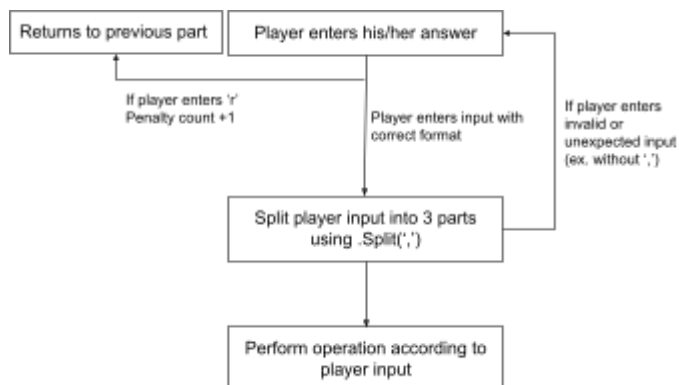 Returns to previous part
Player enters his/her answer
If player enters ‘r’
Penalty count +1
Player enters input with
correct format
If player enters
invalid or
unexpected input
(ex. without ‘,’)
Split player input into 3 parts
using .Split(‘,’)
Perform operation according to
player input